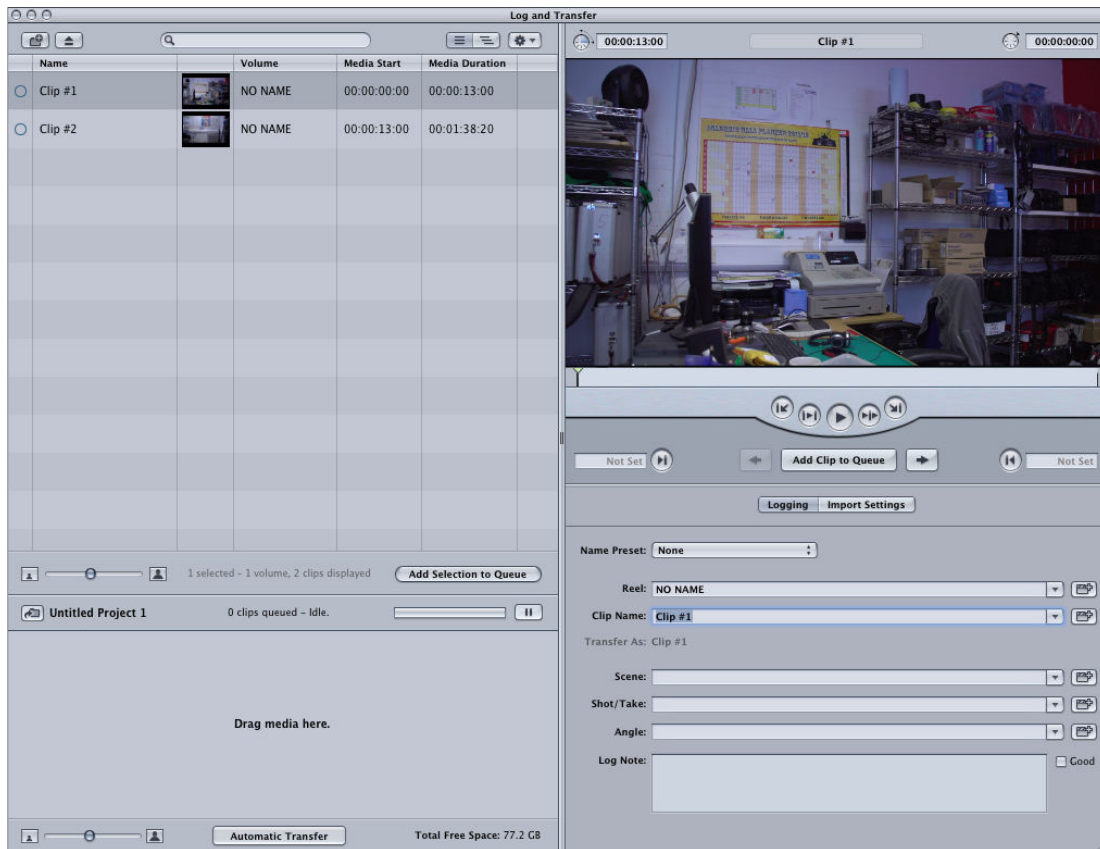 Log and Transfer
Name Volume Media Start Media Duration
Clip #1 NO NAME 00:00:00:00 00:00:13:00
Clip #2 NO NAME 00:00:13:00 00:01:38:20
1 selected – 1 volume, 2 clips displayed
Add Selection to Queue
Untitled Project 1
0 clips queued – Idle.
Drag media here.
Automatic Transfer
Total Free Space: 77.2 GB
00:00:13:00
Clip #1
00:00:00:00
Not Set
Add Clip to Queue
Not Set
Logging
Import Settings
Name Preset: None
Reel: NO NAME
Clip Name: Clip #1
Transfer As: Clip #1
Scene:
Shot/Take:
Angle:
Log Note:
Good